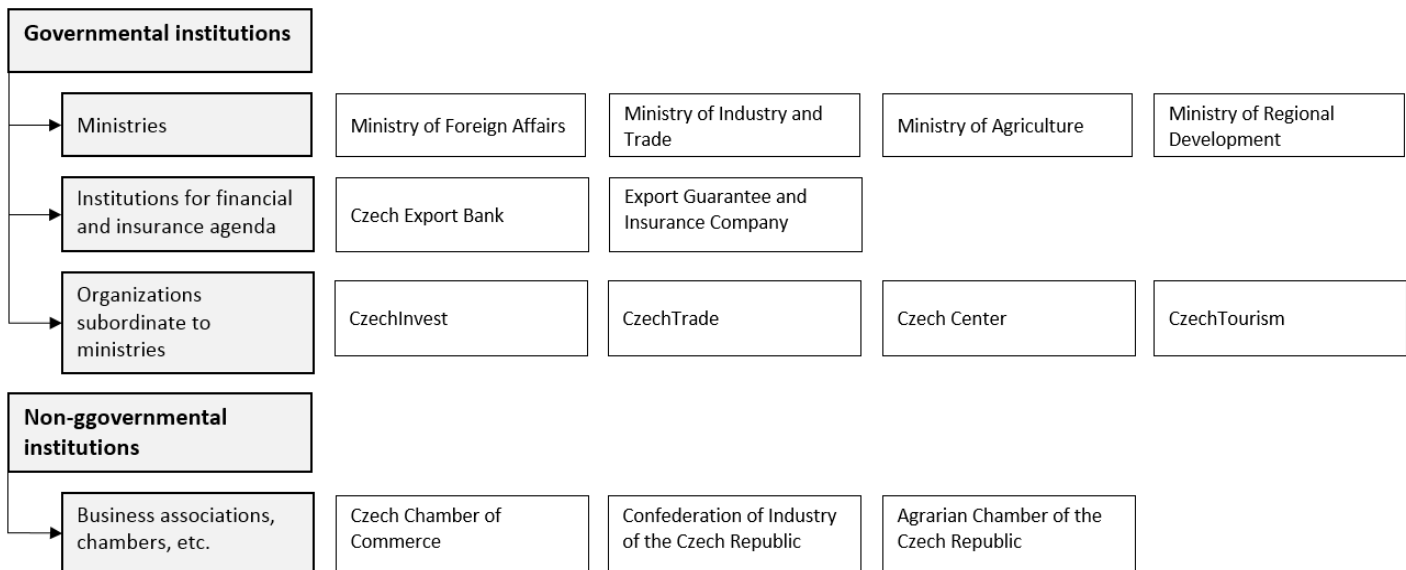 Governmental institutions
Ministries
Ministry of Foreign Affairs
Ministry of Industry and
Trade
Ministry of Agriculture
Ministry of Regional
Development
Institutions for financial
and insurance agenda
Czech Export Bank
Export Guarantee and
Insurance Company
Organizations
subordinate to
ministries
CzechInvest
CzechTrade
Czech Center
CzechTourism
Non-ggovernmental
institutions
Business associations,
chambers, etc.
Czech Chamber of
Commerce
Confederation of Industry
of the Czech Republic
Agrarian Chamber of the
Czech Republic